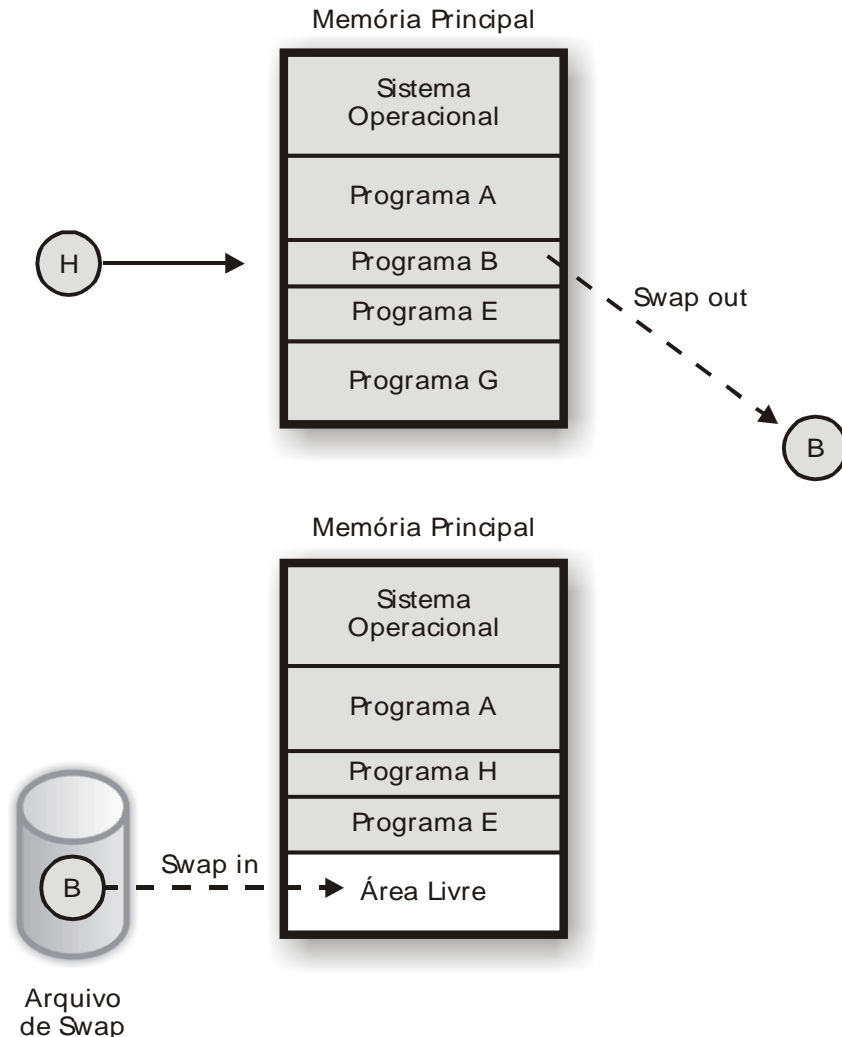 Memória Principal
Sistema
Operacional
Programa A
H
Programa B
Programa E
Swap out
Programa G
B
Memória Principal
Sistema
Operacional
Programa A
Programa H
Programa E
B
Swap in
Área Livre
Arquivo
de Swap